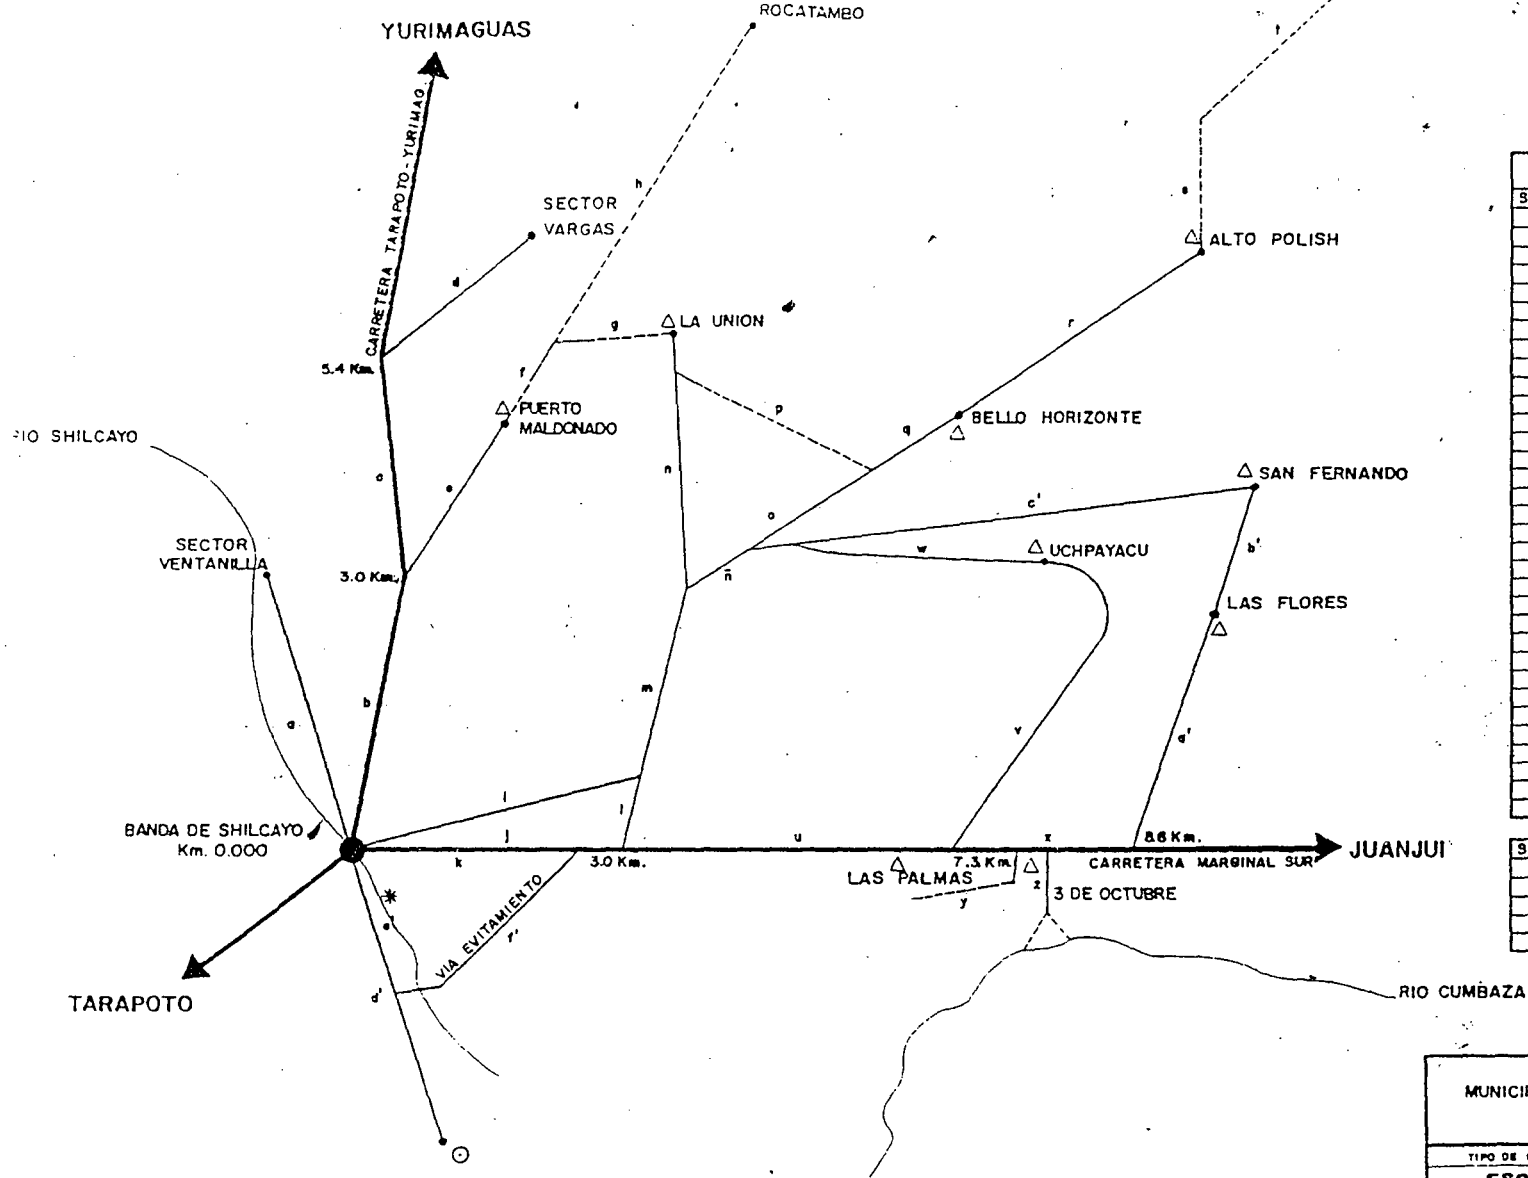 ROCATAMBO
YURIMAGUAS
t
CARRETERA TARAPOTO-YURIMAG.
h
SECTOR
VARGAS
s
ALTO POLISH
d
LA UNION
g
r
5.4 Km.
f
PUERTO
MALDONADO
p
BELLO HORIZONTE
q
RIO SHILCAYO
c
e
n
SAN FERNANDO
c'
o
SECTOR
VENTANILLA
w
UCHPAYACU
b'
3.0 Km.
ñ
LAS FLORES
m
b
a
v
a'
i
l
BANDA DE SHILCAYO
Km. 0.000
j
u
x
8.6 Km.
JUANJUI
k
3.0 Km.
7.3 Km.
CARRETERA MARGINAL SUR
LAS PALMAS
z
3 DE OCTUBRE
y
VIA EVITAMIENTO
f'
d'
TARAPOTO
RIO CUMBAZA
MUNICI
TIPO DE